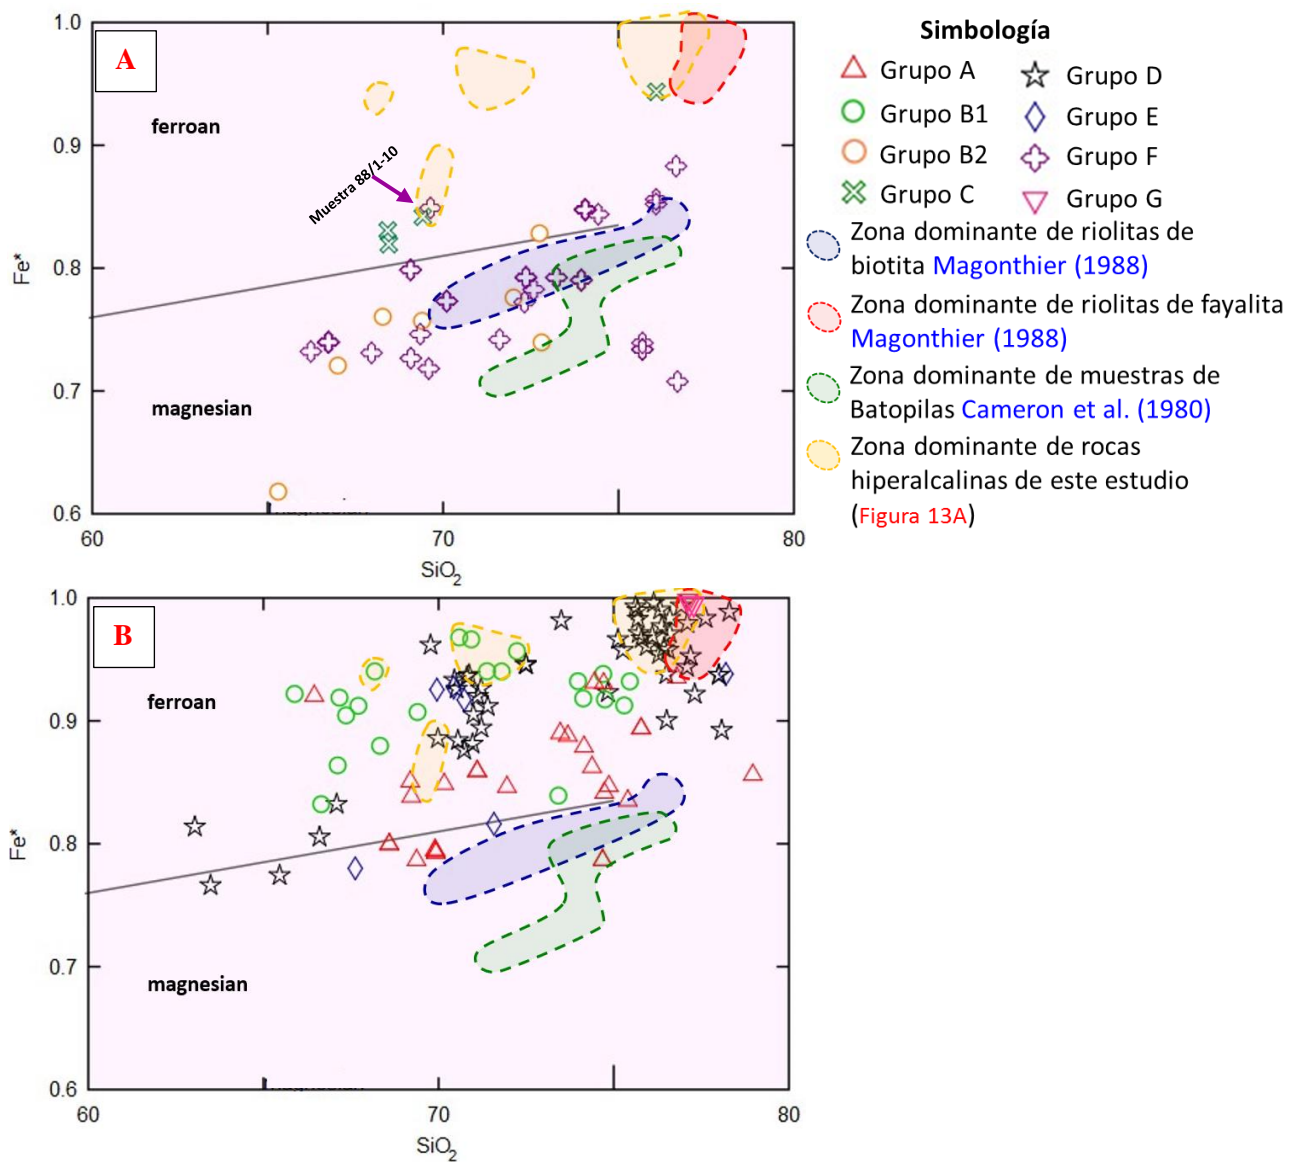 A
1.0
0.9
0.8
0.7
0.6
Fe*
ferroan
Muestra 88/1-10
magnesian
60
70
80
SiO2
Simbología
Grupo A
Grupo D
Grupo B1
Grupo E
Grupo B2
Grupo F
Grupo C
Grupo G
Zona dominante de riolitas de
biotita Magonthier (1988)
Zona dominante de riolitas de fayalita
Magonthier (1988)
Zona dominante de muestras de
Batopilas Cameron et al. (1980)
Zona dominante de rocas
hiperalcalinas de este estudio
(Figura 13A)
B
1.0
0.9
0.8
0.7
0.6
Fe*
ferroan
magnesian
60
70
80
SiO2